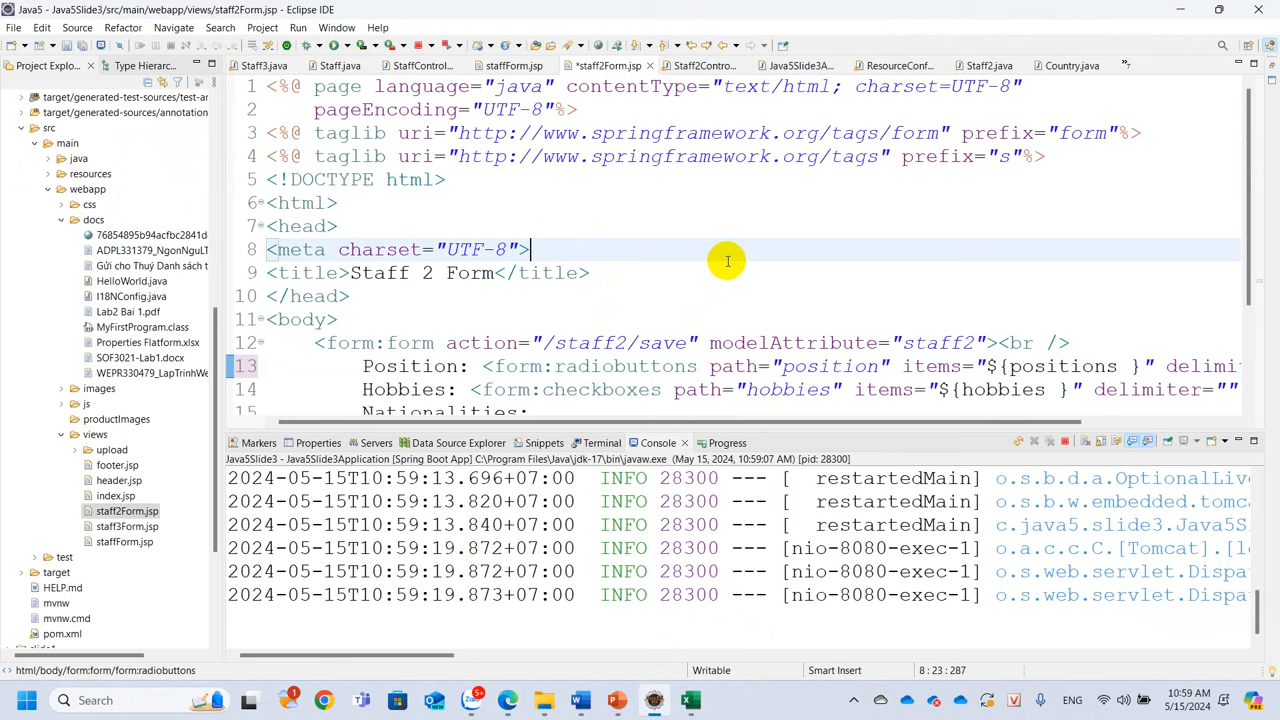 Java5 - Java5Slide3/src/main/webapp/views/staff2Form.jsp - Eclipse IDE
File Edit Source Refactor Navigate Search Project Run Window Help
Project Explo...
Type Hierarc...
Staff3.java
Staff.java
StaffControl...
staffForm.jsp
*staff2Form.jsp
Staff2Contro...
Java5Slide3A...
ResourceConf...
Staff2.java
Country.java
target/generated-test-sources/test-ar
target/generated-sources/annotation
src
main
java
resources
webapp
css
docs
76854895b94acfbc2841d
ADPL331379_NgonNguLT
Gửi cho Thuý Danh sách t
HelloWorld.java
I18NConfig.java
Lab2 Bai 1.pdf
MyFirstProgram.class
Properties Flatform.xlsx
SOF3021-Lab1.docx
WEPR330479_LapTrinhWe
images
js
productImages
views
upload
footer.jsp
header.jsp
index.jsp
staff2Form.jsp
staff3Form.jsp
staffForm.jsp
test
target
HELP.md
mvnw
mvnw.cmd
pom.xml
1 <%@ page language="java" contentType="text/html; charset=UTF-8"
2 pageEncoding="UTF-8"%>
3 <%@ taglib uri="http://www.springframework.org/tags/form" prefix="form"%>
4 <%@ taglib uri="http://www.springframework.org/tags" prefix="s"%>
5 <!DOCTYPE html>
6 <html>
7 <head>
8 <meta charset="UTF-8">
9 <title>Staff 2 Form</title>
10 </head>
11 <body>
12 <form:form action="/staff2/save" modelAttribute="staff2"><br />
13 Position: <form:radiobuttons path="position" items="${positions }" delimit
14 Hobbies: <form:checkboxes path="hobbies" items="${hobbies }" delimiter=""
15 Nationalities:
Markers Properties Servers Data Source Explorer Snippets Terminal Console Progress
Java5Slide3 - Java5Slide3Application [Spring Boot App] C:\Program Files\Java\jdk-17\bin\javaw.exe (May 15, 2024, 10:59:07 AM) [pid: 28300]
2024-05-15T10:59:13.696+07:00 INFO 28300 --- [ restartedMain] o.s.b.d.a.OptionalLive
2024-05-15T10:59:13.820+07:00 INFO 28300 --- [ restartedMain] o.s.b.w.embedded.tomca
2024-05-15T10:59:13.840+07:00 INFO 28300 --- [ restartedMain] c.java5.slide3.Java5S
2024-05-15T10:59:19.872+07:00 INFO 28300 --- [nio-8080-exec-1] o.a.c.c.C.[Tomcat].[lo
2024-05-15T10:59:19.872+07:00 INFO 28300 --- [nio-8080-exec-1] o.s.web.servlet.Dispat
2024-05-15T10:59:19.873+07:00 INFO 28300 --- [nio-8080-exec-1] o.s.web.servlet.Dispat
html/body/form:form/form:radiobuttons
Writable
Smart Insert
8 : 23 : 287
Search
ENG
10:59 AM
5/15/2024